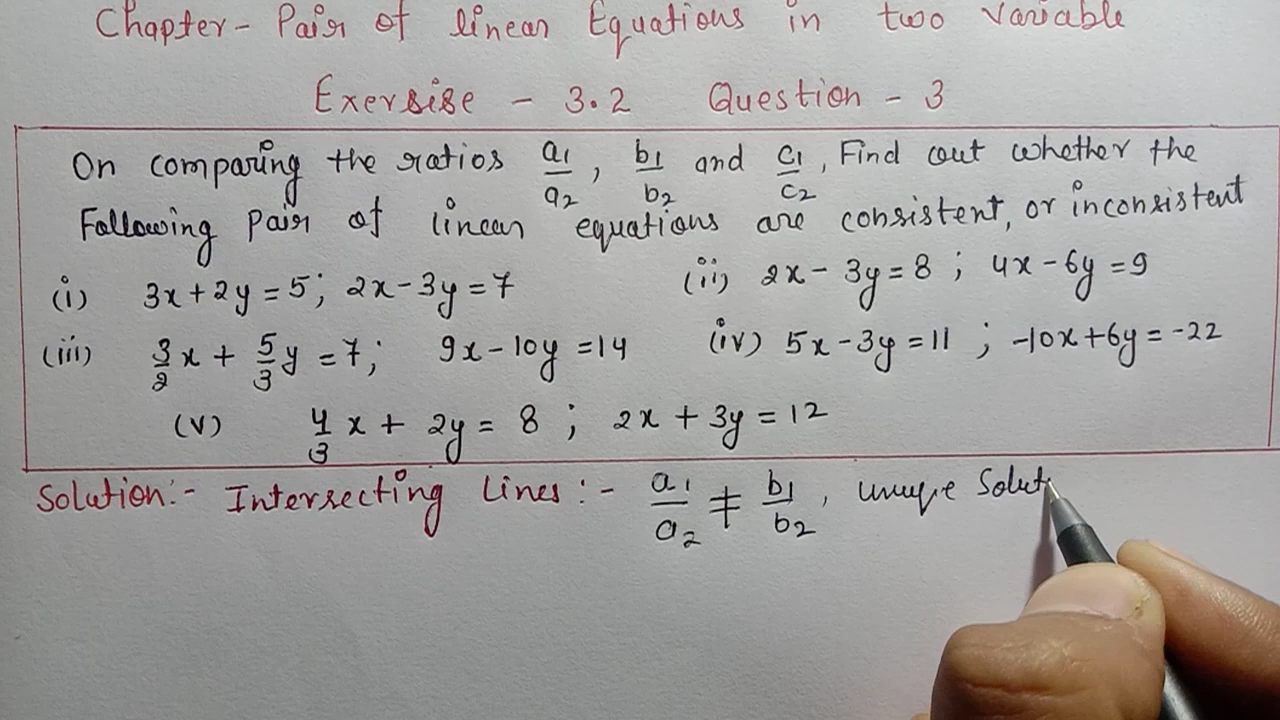 Chapter - Pair of linear Equations in two variable
Exersise - 3.2 Question - 3
On comparing the ratios a1/a2, b1/b2 and c1/c2, Find out whether the
Following pair of linear equations are consistent, or inconsistent
(i) 3x+2y=5; 2x-3y=7 (ii) 2x-3y=8; 4x-6y=9
(iii) 3/2 x + 5/3 y = 7; 9x-10y=14 (iv) 5x-3y=11; -10x+6y=-22
(v) 4/3 x + 2y = 8; 2x+3y=12
Solution:- Intersecting Lines:- a1/a2 ≠ b1/b2, unique Solut